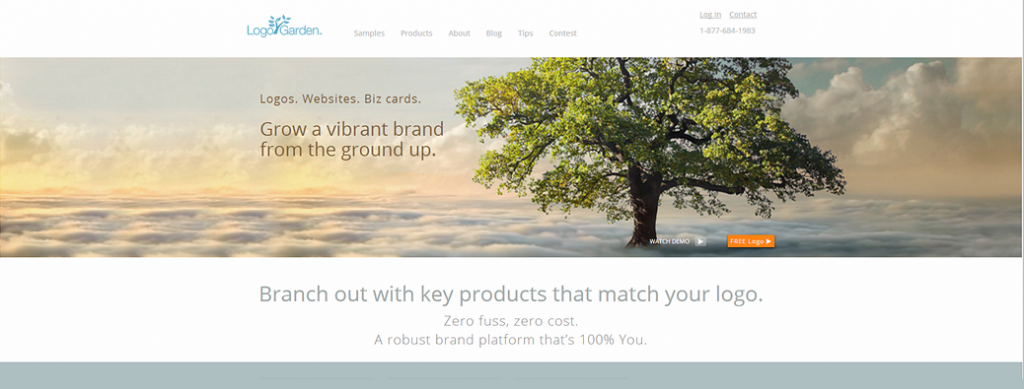 Log In Contact
LogoGarden.
Samples Products About Blog Tips Contest
1-877-684-1983
Logos. Websites. Biz cards.
Grow a vibrant brand
from the ground up.
WATCH DEMO
FREE Logo
Branch out with key products that match your logo.
Zero fuss, zero cost.
A robust brand platform that's 100% You.